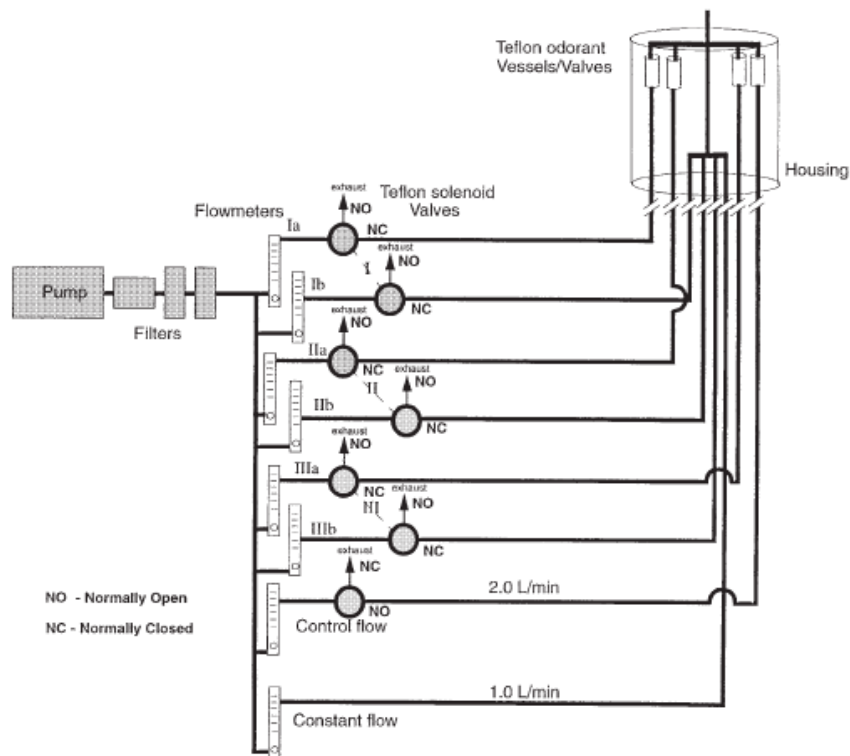 Teflon odorant
Vessels/Valves
Housing
exhaust
Teflon solenoid
Valves
Flowmeters
NO
Ia
NC
exhaust
I
NO
Ib
Pump
exhaust
NC
Filters
NO
IIa
NC
exhaust
II
NO
IIb
exhaust
NC
NO
IIIa
NC
exhaust
III
NO
IIIb
exhaust
NC
NC
2.0 L/min
NO - Normally Open
NO
NC - Normally Closed
Control flow
1.0 L/min
Constant flow